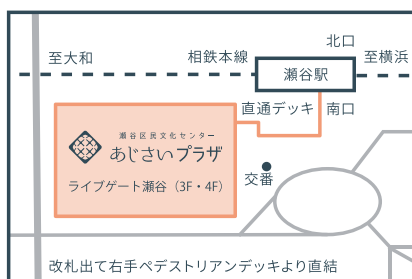 北口
至大和
相鉄本線
至横浜
瀬谷駅
直通デッキ
南口
瀬谷区民文化センター
あじさいプラザ
ライブゲート瀬谷（3F・4F）
交番
改札出て右手ペデストリアンデッキより直結